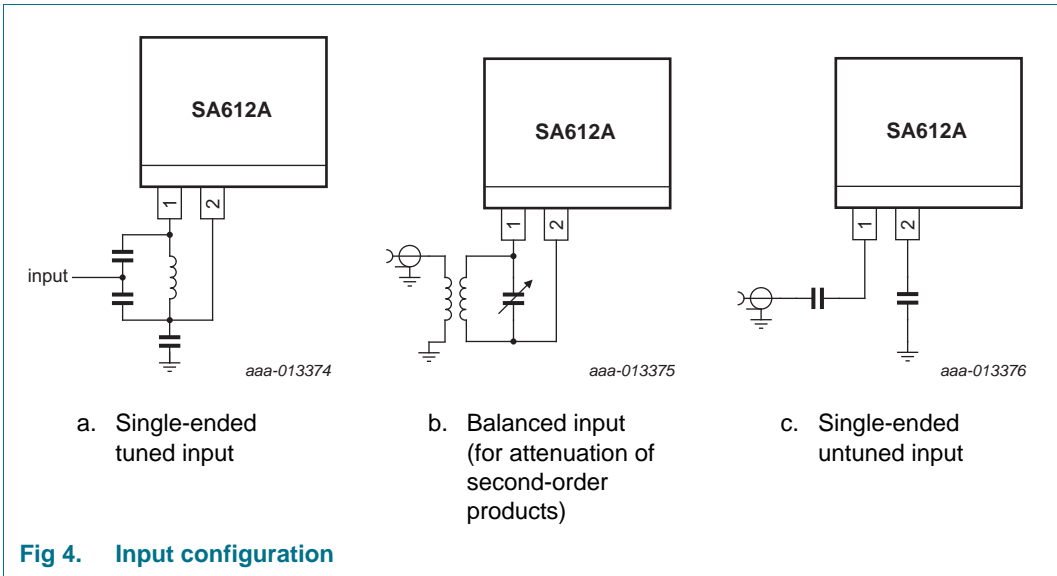 SA612A
1
2
input
aaa-013374
a. Single-ended
tuned input
SA612A
1
2
aaa-013375
b. Balanced input
(for attenuation of
second-order
products)
SA612A
1
2
aaa-013376
c. Single-ended
untuned input
Fig 4. Input configuration